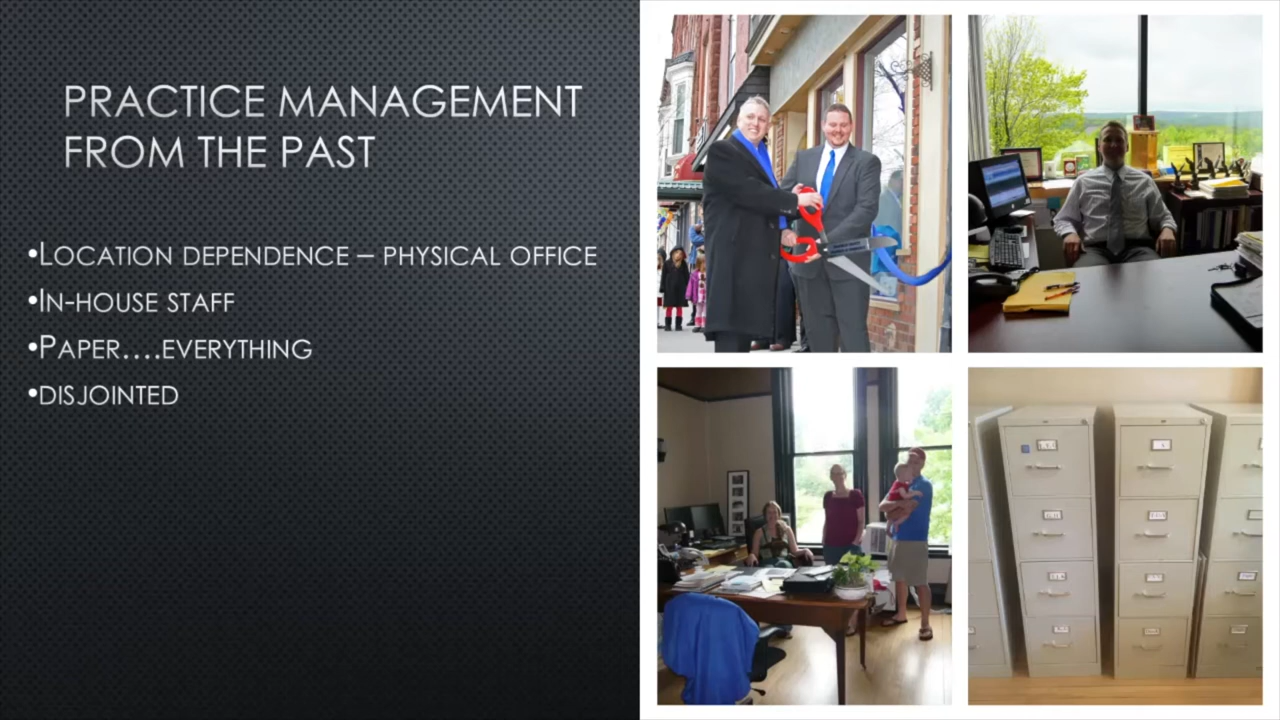 PRACTICE MANAGEMENT
FROM THE PAST
•LOCATION DEPENDENCE – PHYSICAL OFFICE
•IN-HOUSE STAFF
•PAPER....EVERYTHING
•DISJOINTED